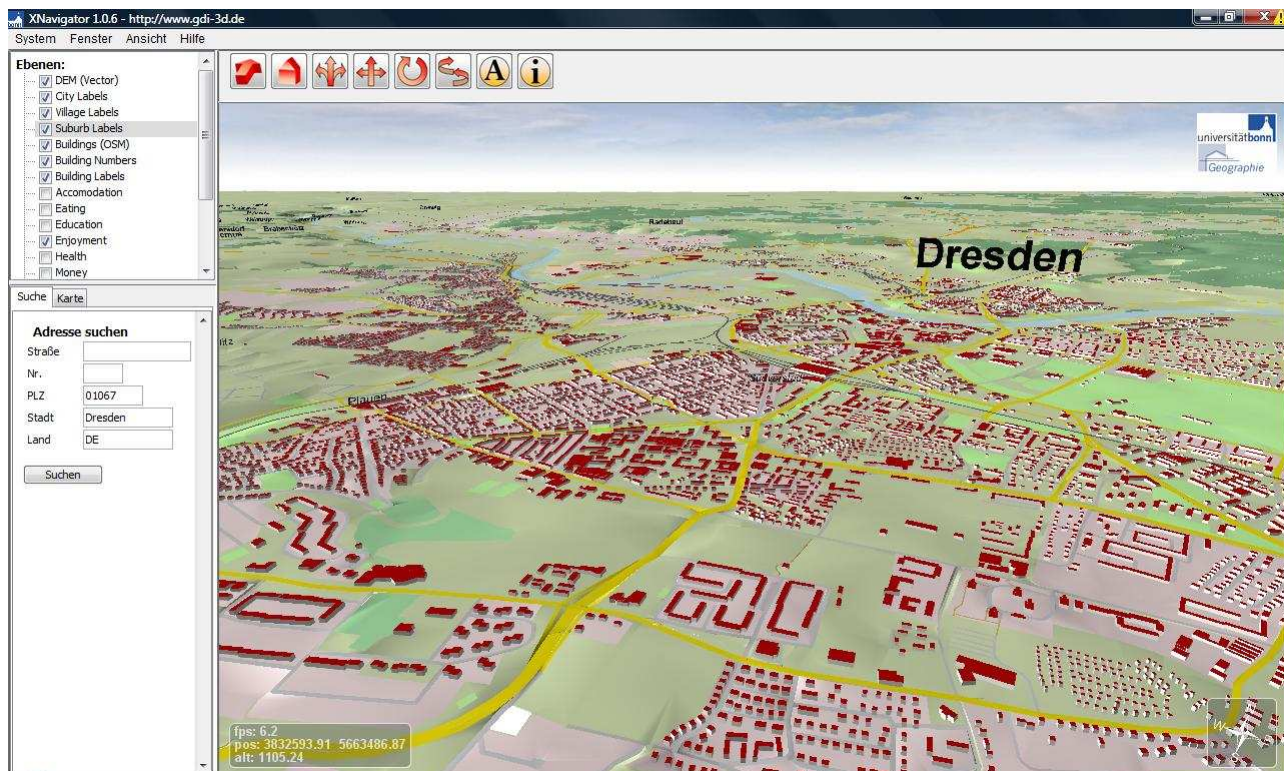 XNavigator 1.0.6 - http://www.gdi-3d.de
System Fenster Ansicht Hilfe
Ebenen:
DEM (Vector)
City Labels
Village Labels
Suburb Labels
Buildings (OSM)
Building Numbers
Building Labels
Accomodation
Eating
Education
Enjoyment
Health
Money
Suche Karte
Adresse suchen
Straße
Nr.
PLZ 01067
Stadt Dresden
Land DE
Suchen
A i
universitätbonn
Geographie
Radebeul
Dresden
Plauen
fps: 6.2
pos: 3832593.91 5663486.87
alt: 1105.24
W